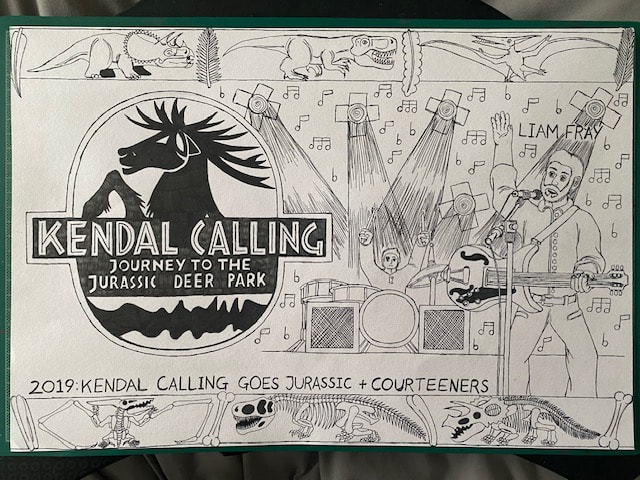 KENDAL CALLING
JOURNEY TO THE
JURASSIC DEER PARK
LIAM FRAY
2019: KENDAL CALLING GOES JURASSIC + COURTEENERS